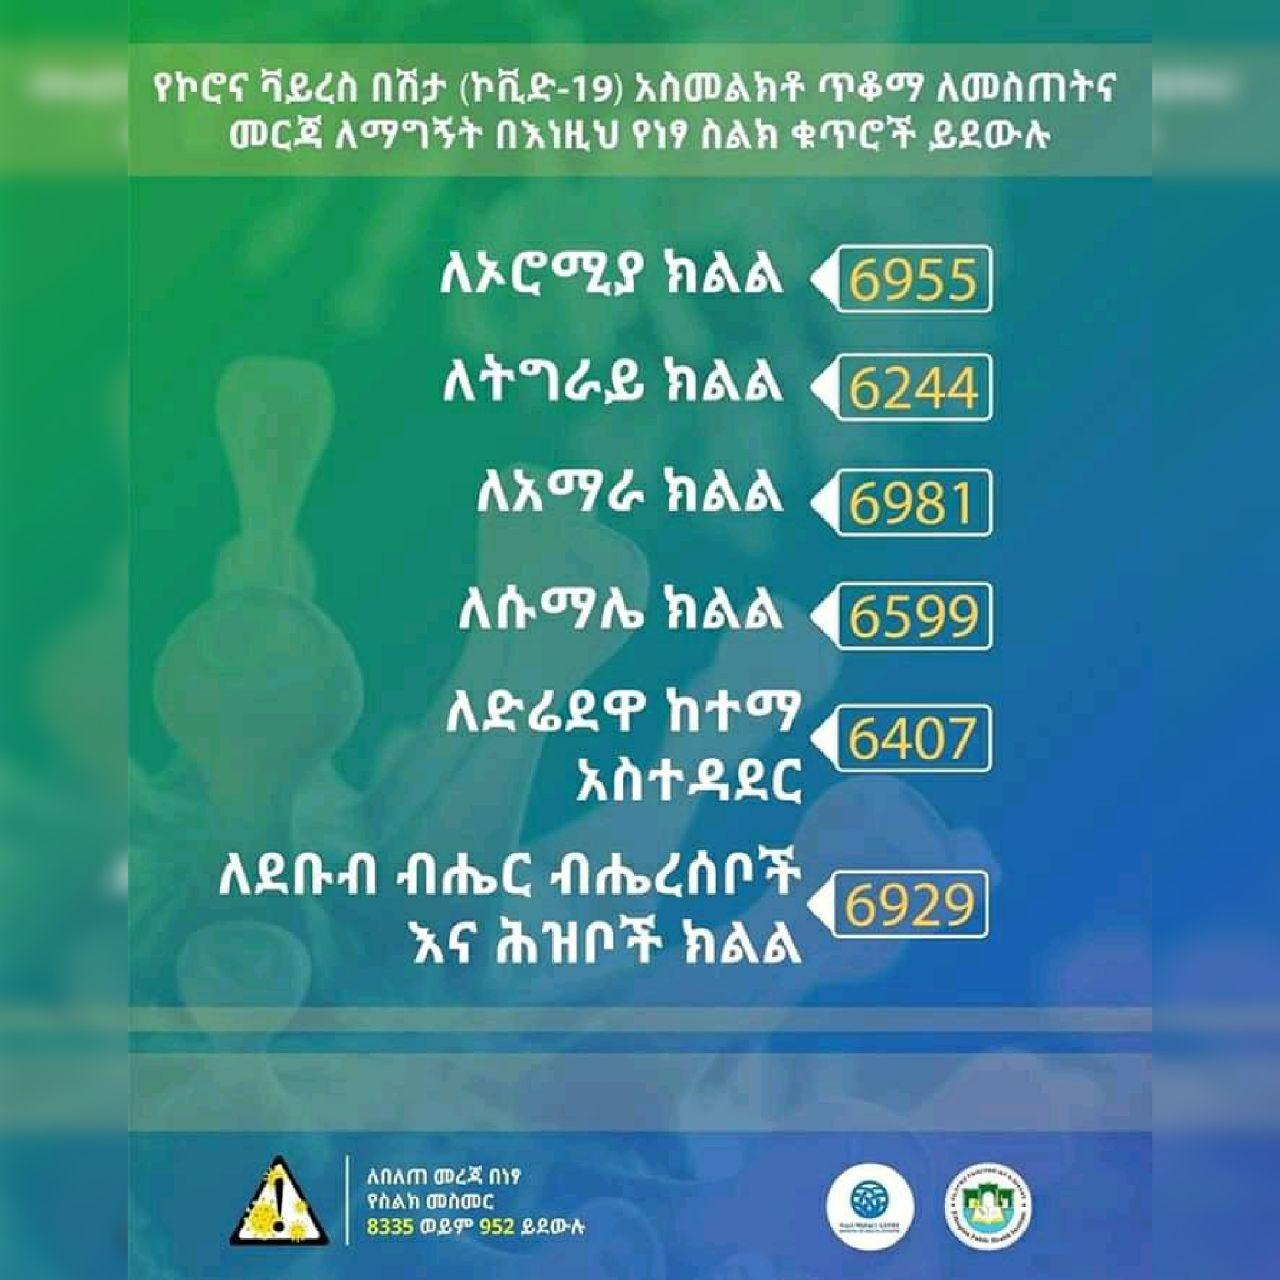 የኮሮና ቫይረስ በሽታ (ኮቪድ-19) አስመልክቶ ጥቆማ ለመስጠትና
መርጃ ለማግኝት በእነዚህ የነፃ ስልክ ቁጥሮች ይደውሉ
ለኦሮሚያ ክልል 6955
ለትግራይ ክልል 6244
ለአማራ ክልል 6981
ለሱማሌ ክልል 6599
ለድሬደዋ ከተማ
አስተዳደር 6407
ለደቡብ ብሔር ብሔረሰቦች
እና ሕዝቦች ክልል 6929
ለበለጠ መረጃ በነፃ
የስልክ መስመር
8335 ወይም 952 ይደውሉ